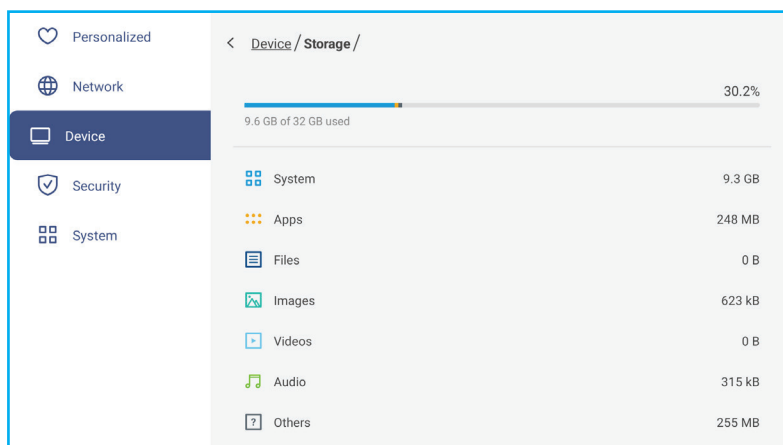 Personalized
Network
Device
Security
System
Device / Storage /
30.2%
9.6 GB of 32 GB used
System 9.3 GB
Apps 248 MB
Files 0 B
Images 623 kB
Videos 0 B
Audio 315 kB
? Others 255 MB